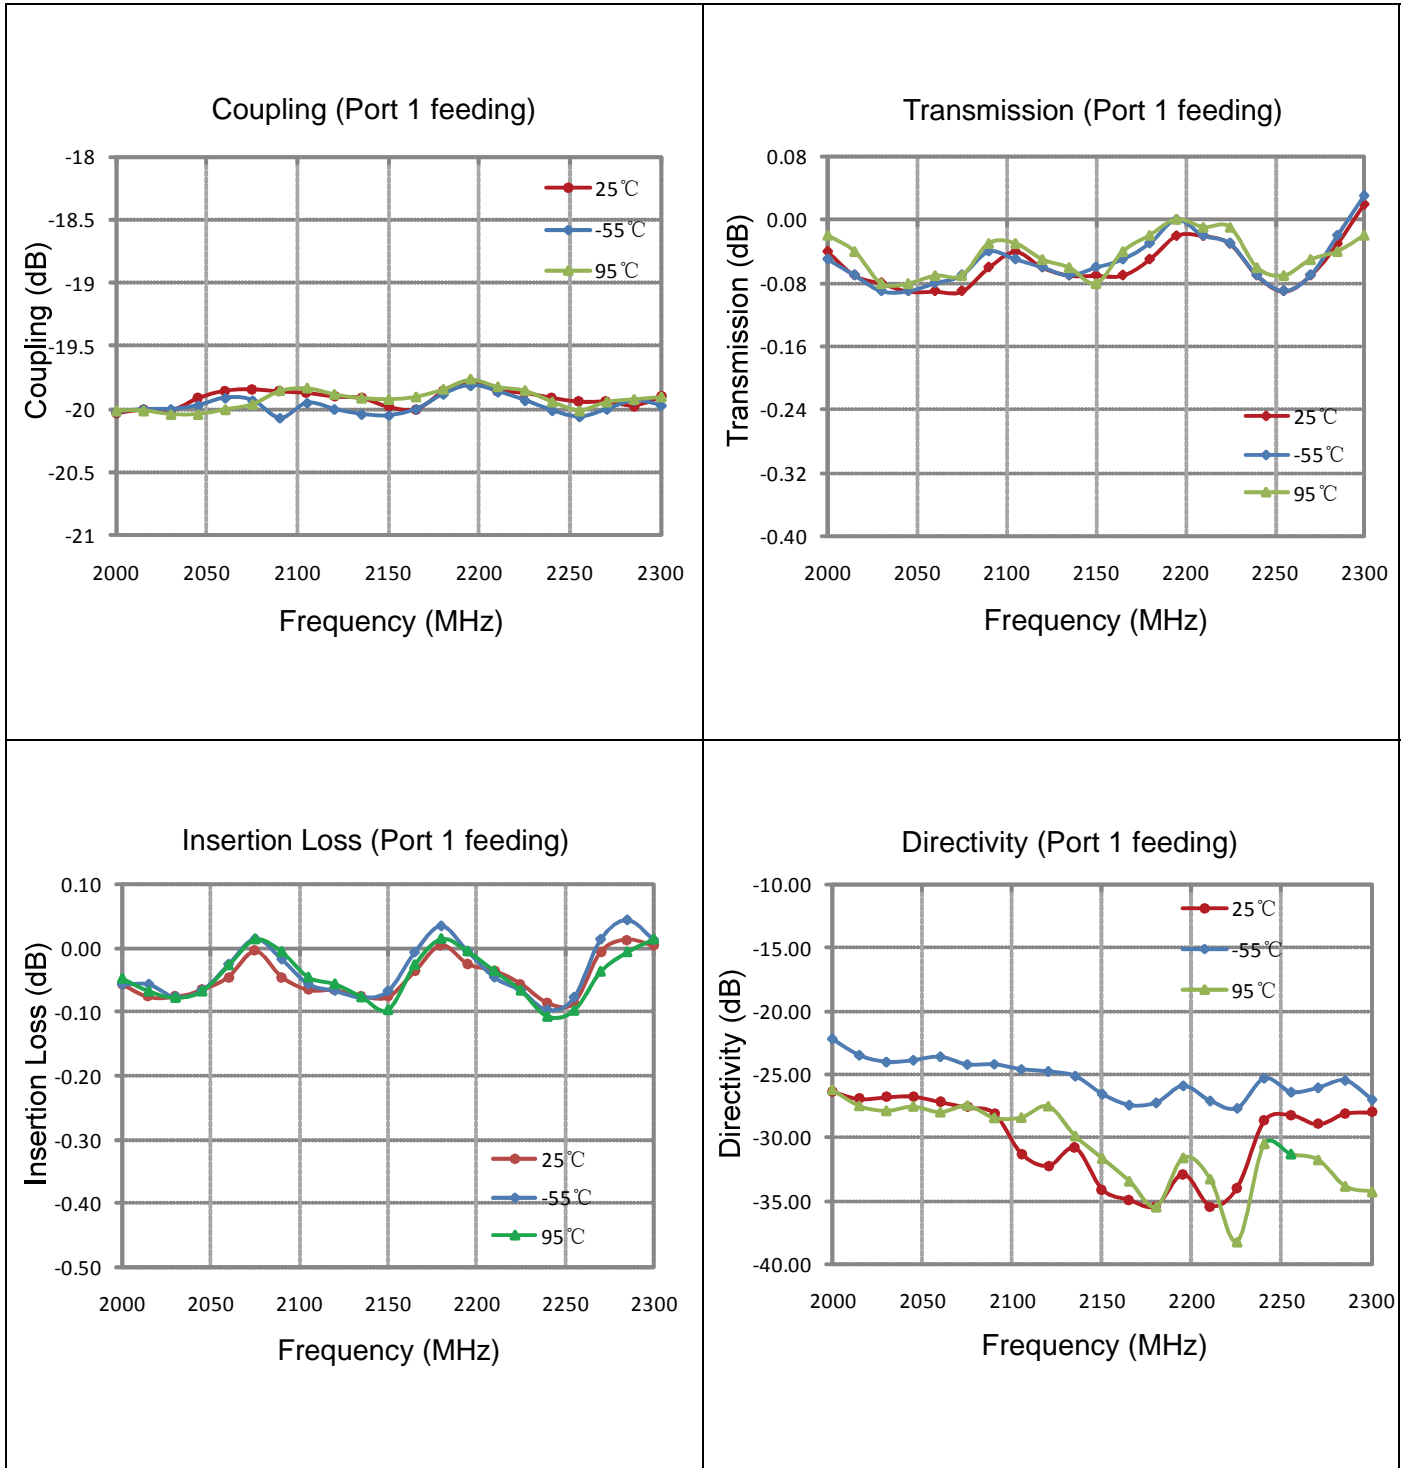 Coupling (Port 1 feeding)
Coupling (dB)
-18
-18.5
-19
-19.5
-20
-20.5
-21
25℃
-55℃
95℃
2000 2050 2100 2150 2200 2250 2300
Frequency (MHz)
Transmission (Port 1 feeding)
Transmission (dB)
0.08
0.00
-0.08
-0.16
-0.24
-0.32
-0.40
25℃
-55℃
95℃
2000 2050 2100 2150 2200 2250 2300
Frequency (MHz)
Insertion Loss (Port 1 feeding)
Insertion Loss (dB)
0.10
0.00
-0.10
-0.20
-0.30
-0.40
-0.50
25℃
-55℃
95℃
2000 2050 2100 2150 2200 2250 2300
Frequency (MHz)
Directivity (Port 1 feeding)
Directivity (dB)
-10.00
-15.00
-20.00
-25.00
-30.00
-35.00
-40.00
25℃
-55℃
95℃
2000 2050 2100 2150 2200 2250 2300
Frequency (MHz)